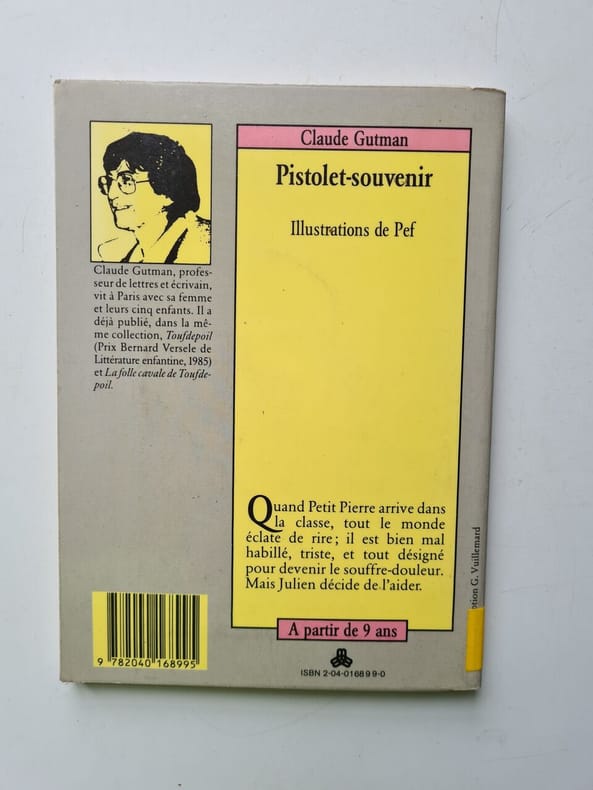 Claude Gutman
Pistolet-souvenir
Illustrations de Pef
Claude Gutman, profes-
seur de lettres et écrivain,
vit à Paris avec sa femme
et leurs cinq enfants. Il a
déjà publié, dans la mê-
me collection, Toufdepoil
(Prix Bernard Versele de
Littérature enfantine, 1985)
et La folle cavale de Toufde-
poil.
Quand Petit Pierre arrive dans
la classe, tout le monde
éclate de rire ; il est bien mal
habillé, triste, et tout désigné
pour devenir le souffre-douleur.
Mais Julien décide de l'aider.
A partir de 9 ans
9 782040 168995
ISBN 2-04-016899-0
G. Vuillemard